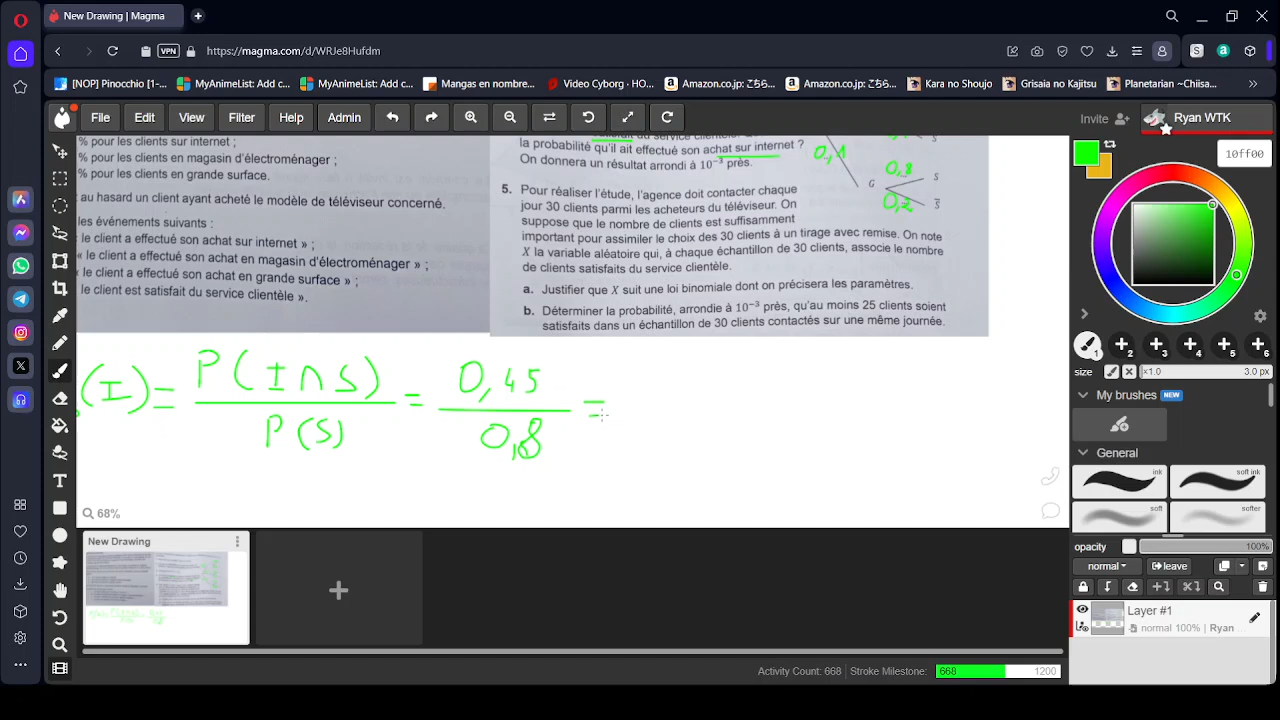 New Drawing | Magma
VPN
https://magma.com/d/WRJe8Hufdm
[NOP] Pinocchio [1-...
MyAnimeList: Add c...
MyAnimeList: Add c...
Mangas en nombre...
Video Cyborg · HOM...
Amazon.co.jp: こちら...
Amazon.co.jp: こちら...
Kara no Shoujo
Grisaia no Kajitsu
Planetarian ~Chiisa...
File
Edit
View
Filter
Help
Admin
Invite
Ryan WTK
10ff00
% pour les clients sur internet ;
% pour les clients en magasin d'électroménager ;
% pour les clients en grande surface.
au hasard un client ayant acheté le modèle de téléviseur concerné.
les événements suivants :
le client a effectué son achat sur internet » ;
« le client a effectué son achat en magasin d'électroménager » ;
« le client a effectué son achat en grande surface » ;
le client est satisfait du service clientèle ».
la probabilité qu'il ait effectué son achat sur internet ?
On donnera un résultat arrondi à 10⁻³ près.
0,1
G
0,8
S
0,2
S̅
5. Pour réaliser l'étude, l'agence doit contacter chaque
jour 30 clients parmi les acheteurs du téléviseur. On
suppose que le nombre de clients est suffisamment
important pour assimiler le choix des 30 clients à un tirage avec remise. On note
X la variable aléatoire qui, à chaque échantillon de 30 clients, associe le nombre
de clients satisfaits du service clientèle.
a. Justifier que X suit une loi binomiale dont on précisera les paramètres.
b. Déterminer la probabilité, arrondie à 10⁻³ près, qu'au moins 25 clients soient
satisfaits dans un échantillon de 30 clients contactés sur une même journée.
(I) = P(I∩S) / P(S) = 0,45 / 0,8 =
68%
1
2
3
4
5
6
size
x1.0
3.0 px
My brushes
NEW
General
ink
soft ink
soft
softer
opacity
100%
normal
leave
Layer #1
normal 100% | Ryan
New Drawing
Activity Count: 668
Stroke Milestone:
668
1200